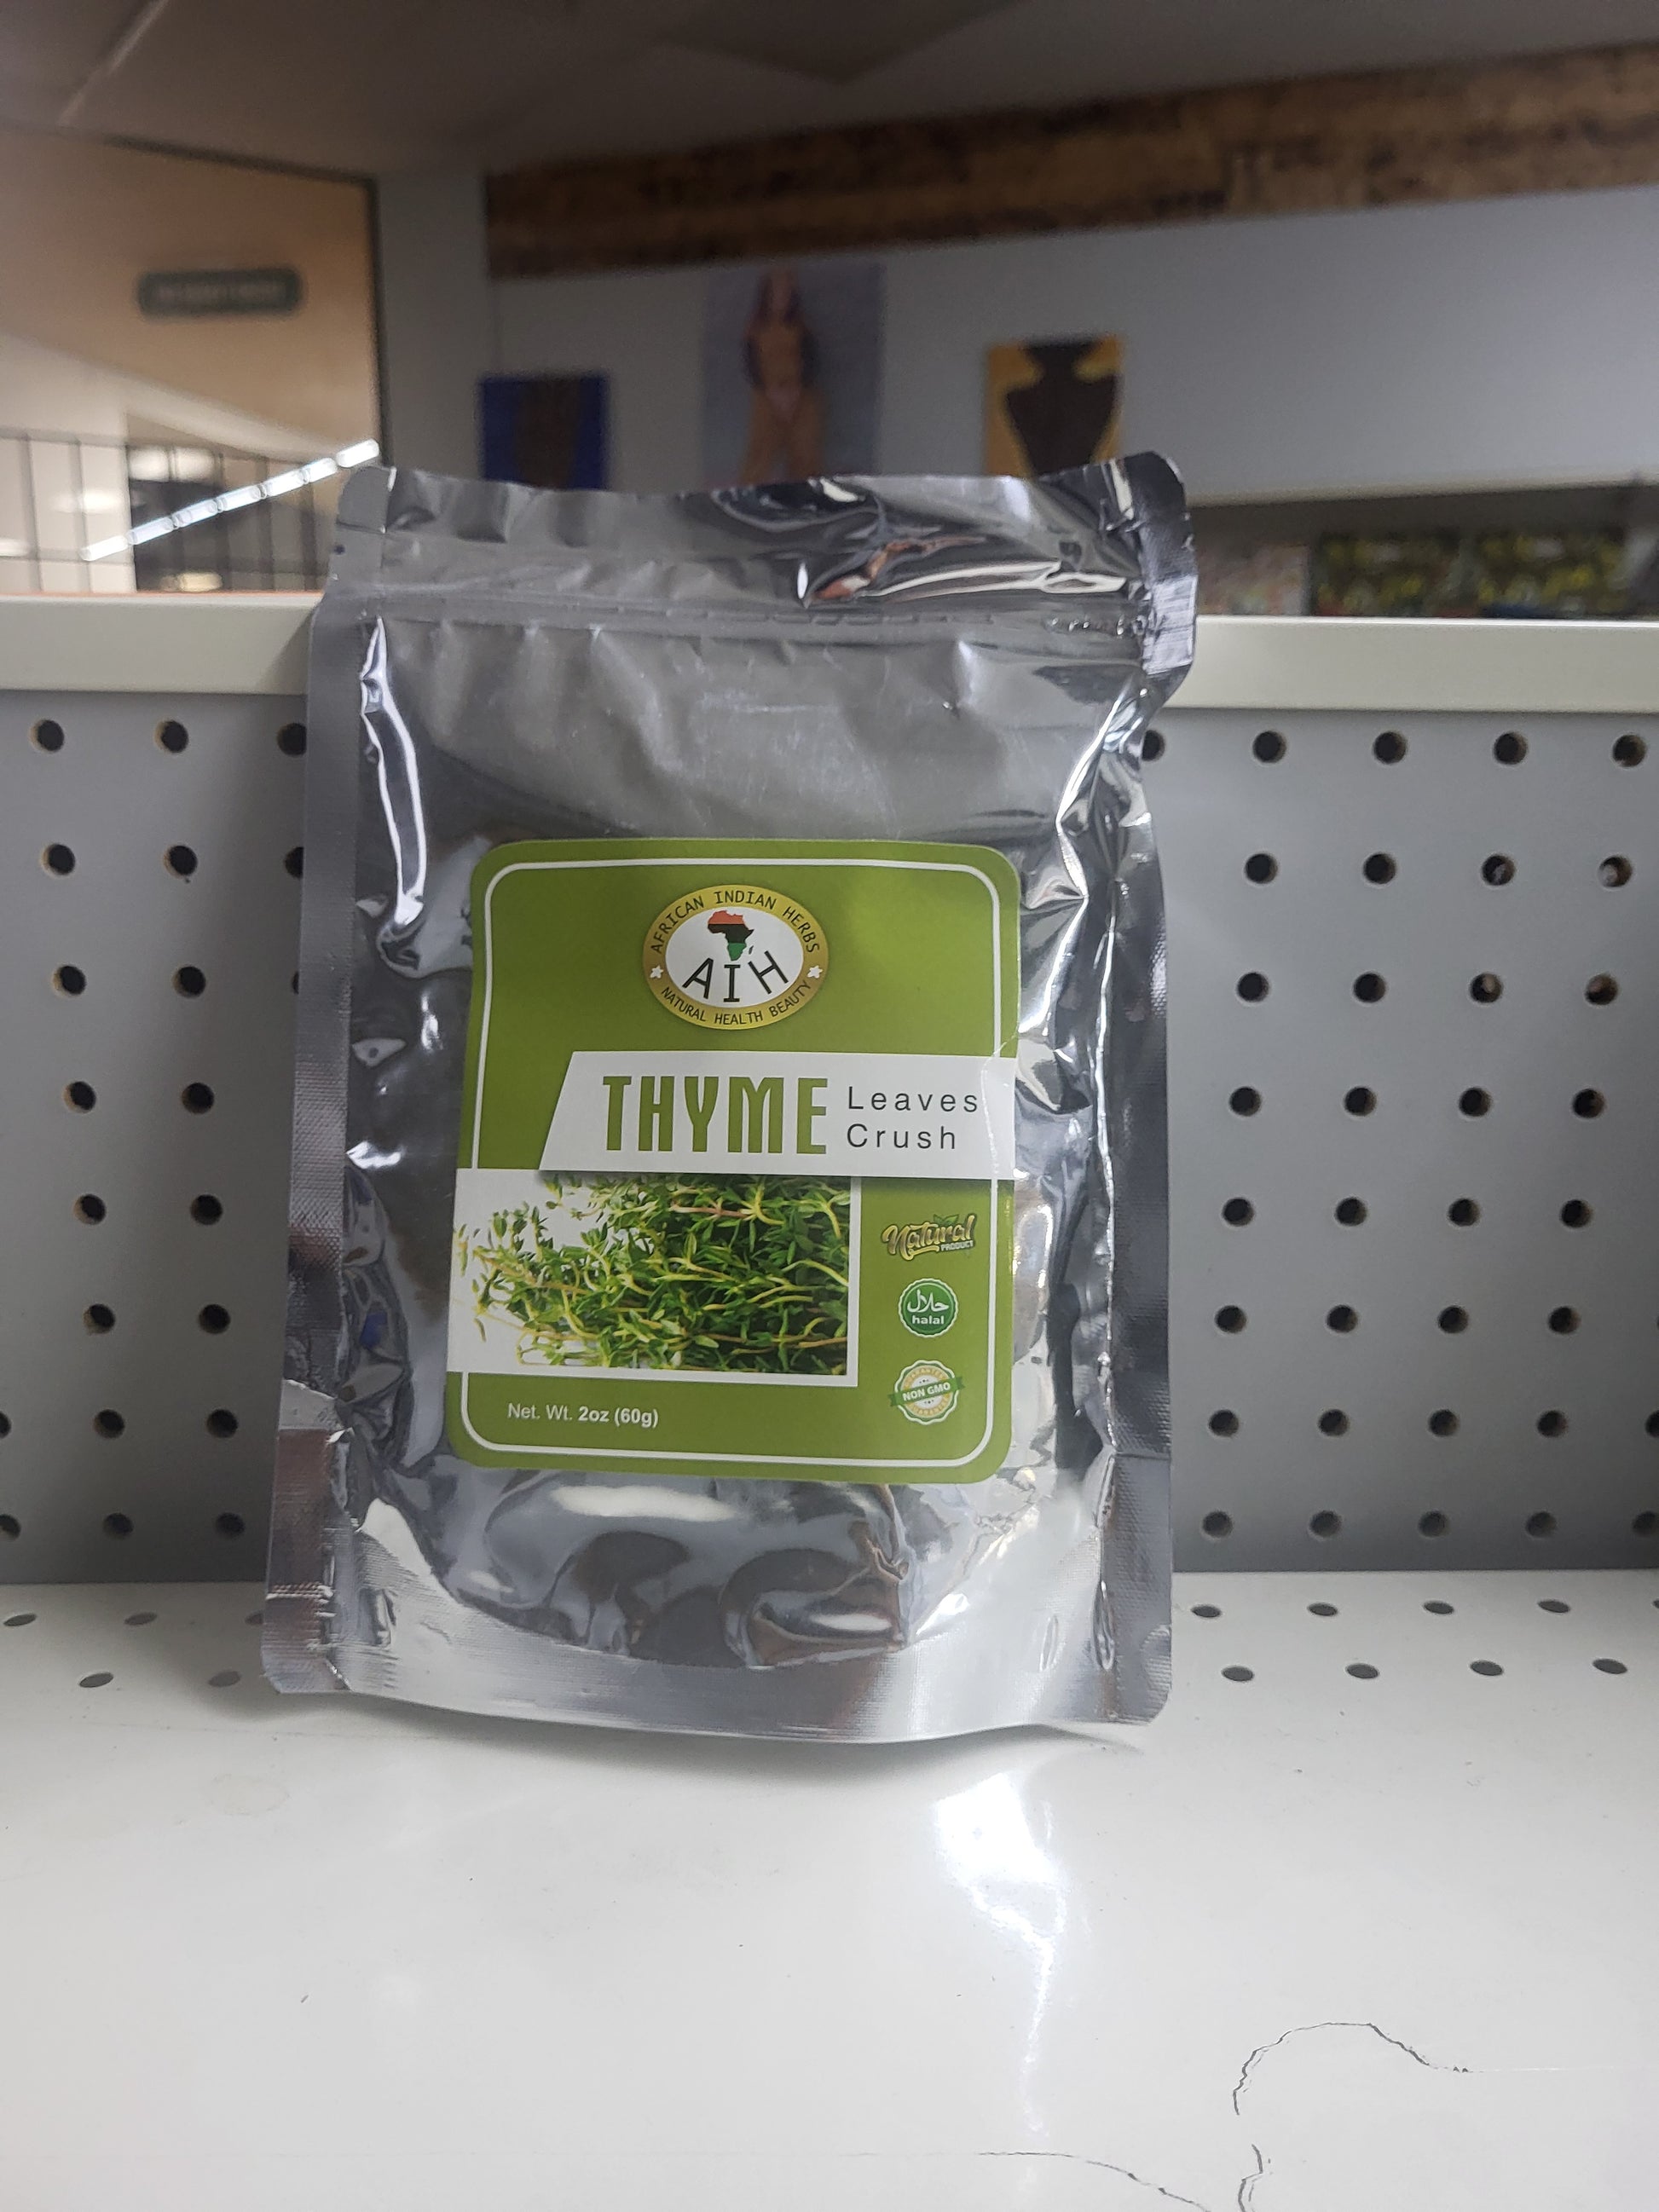 AFRICAN INDIAN HERBS
AIH
NATURAL HEALTH BEAUTY
THYME Leaves
Crush
Natural
PRODUCT
حلال
halal
GUARANTEE
NON GMO
Net. Wt. 2oz (60g)